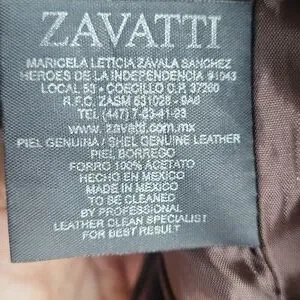 ZAVATTI
MARICELA LETICIA ZAVALA SANCHEZ
HEROES DE LA INDEPENDENCIA #1043
LOCAL 53 • COECILLO C.P. 37260
R.F.C. ZASM 631028 - 9A6
TEL (447) 7-63-41-23
www.zavatti.com.mx
PIEL GENUINA / SHEL GENUINE LEATHER
PIEL BORREGO
FORRO 100% ACETATO
HECHO EN MEXICO
MADE IN MEXICO
TO BE CLEANED
BY PROFESSIONAL
LEATHER CLEAN SPECIALIST
FOR BEST RESULT